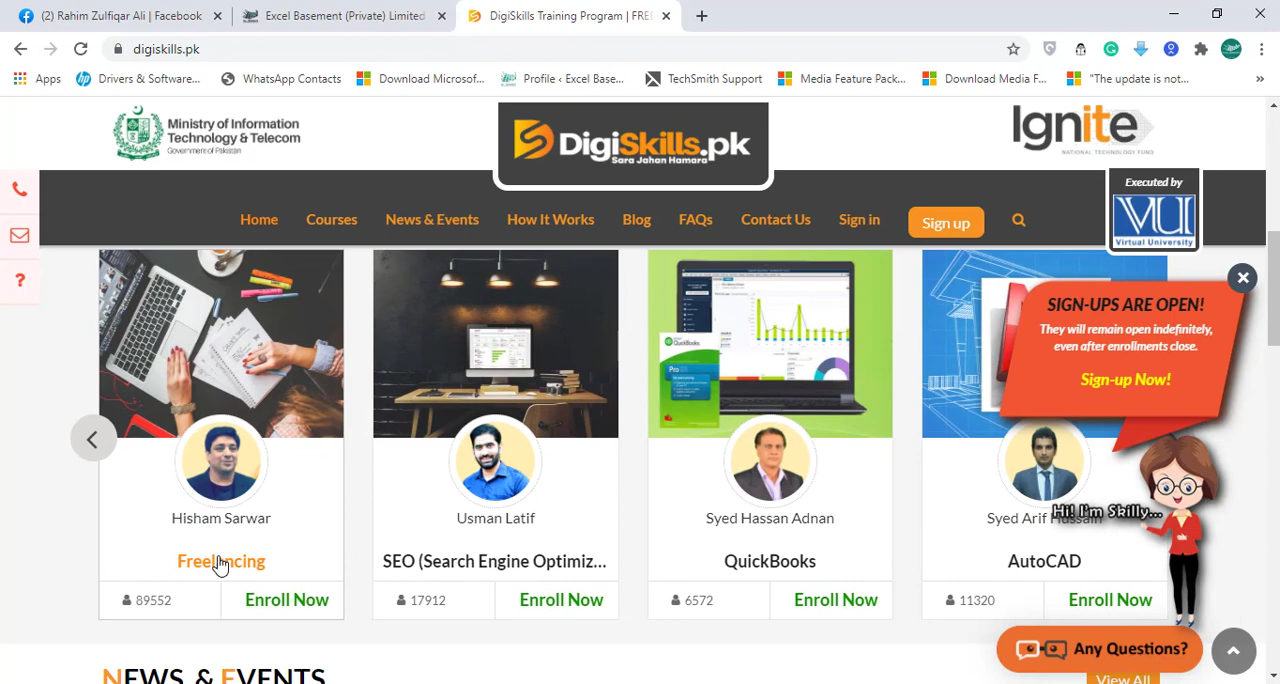 (2) Rahim Zulfiqar Ali | Facebook
Excel Basement (Private) Limited
DigiSkills Training Program | FREE
digiskills.pk
Apps
Drivers & Software...
WhatsApp Contacts
Download Microsof...
Profile ‹ Excel Base...
TechSmith Support
Media Feature Pack...
Download Media F...
"The update is not...
»
Ministry of Information
Technology & Telecom
Government of Pakistan
DigiSkills.pk
Sara Jahan Hamara
Ignite
NATIONAL TECHNOLOGY FUND
Executed by
VU
Virtual University
Home
Courses
News & Events
How It Works
Blog
FAQs
Contact Us
Sign in
Sign up
?
SIGN-UPS ARE OPEN!
They will remain open indefinitely,
even after enrollments close.
Sign-up Now!
QuickBooks
Hisham Sarwar
Usman Latif
Syed Hassan Adnan
Syed Arif Hussain
Hi! I'm Skilly...
Freelancing
SEO (Search Engine Optimiz...
QuickBooks
AutoCAD
89552
Enroll Now
17912
Enroll Now
6572
Enroll Now
11320
Enroll Now
Any Questions?
NEWS & EVENTS
View All